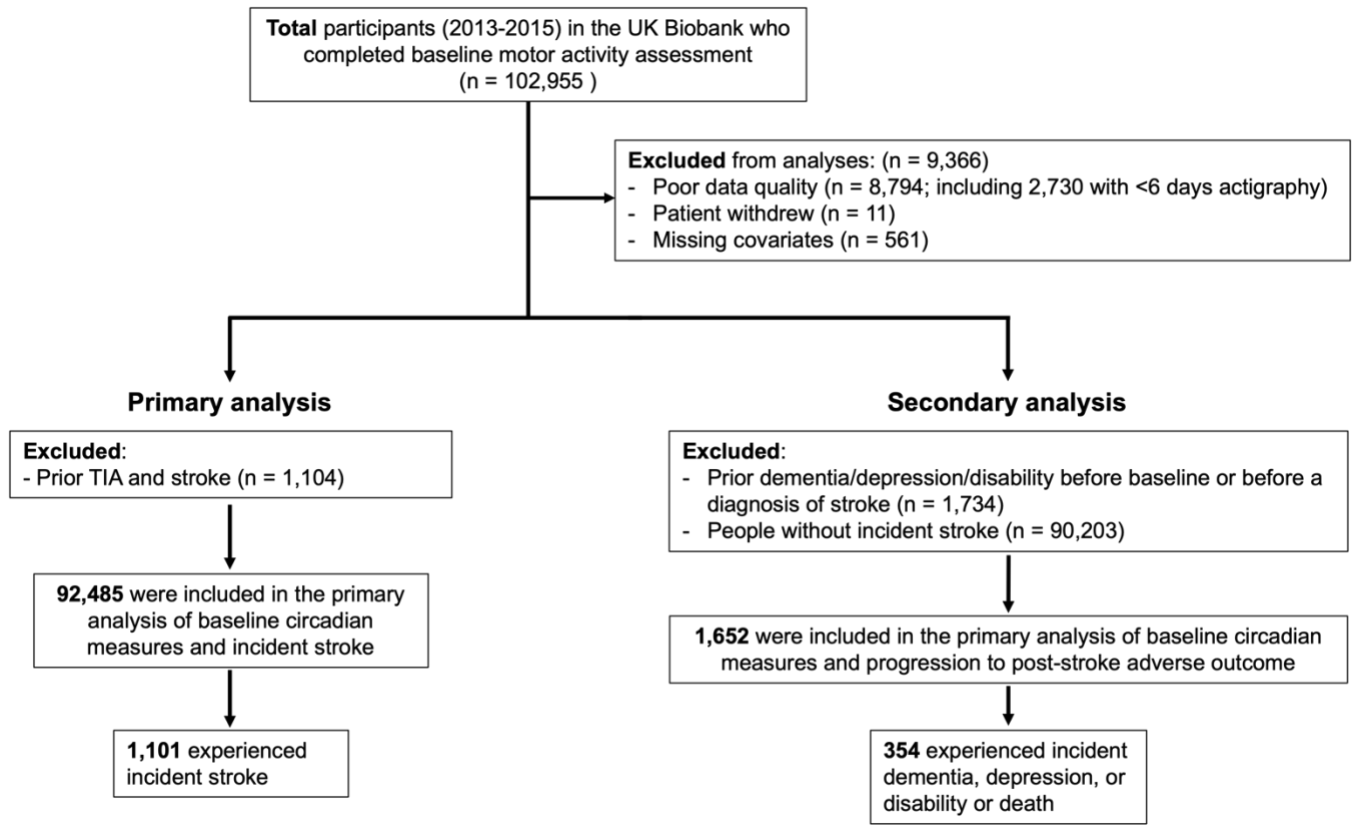 Total participants (2013-2015) in the UK Biobank who
completed baseline motor activity assessment
(n = 102,955 )
Excluded from analyses: (n = 9,366)
- Poor data quality (n = 8,794; including 2,730 with <6 days actigraphy)
- Patient withdrew (n = 11)
- Missing covariates (n = 561)
Primary analysis
Excluded:
- Prior TIA and stroke (n = 1,104)
92,485 were included in the primary
analysis of baseline circadian
measures and incident stroke
1,101 experienced
incident stroke
Secondary analysis
Excluded:
- Prior dementia/depression/disability before baseline or before a
diagnosis of stroke (n = 1,734)
- People without incident stroke (n = 90,203)
1,652 were included in the primary analysis of baseline circadian
measures and progression to post-stroke adverse outcome
354 experienced incident
dementia, depression, or
disability or death